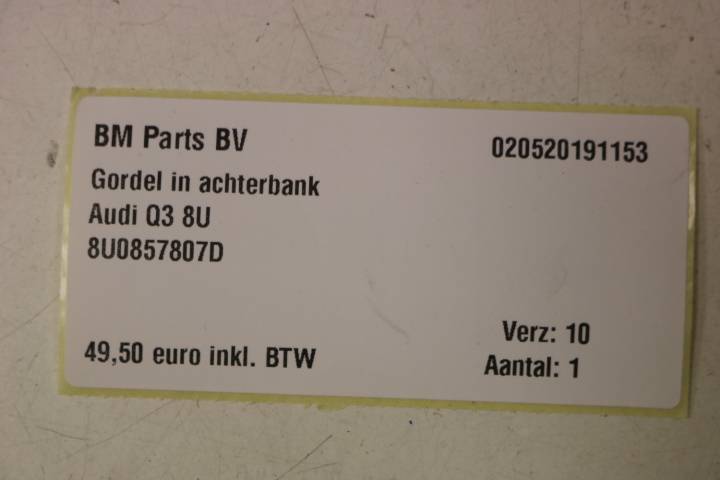 BM Parts BV
020520191153
Gordel in achterbank
Audi Q3 8U
8U0857807D
Verz: 10
49,50 euro inkl. BTW
Aantal: 1